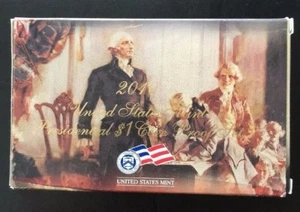 United States Mint
Presidential $1 Coin Proof Set
UNITED STATES MINT